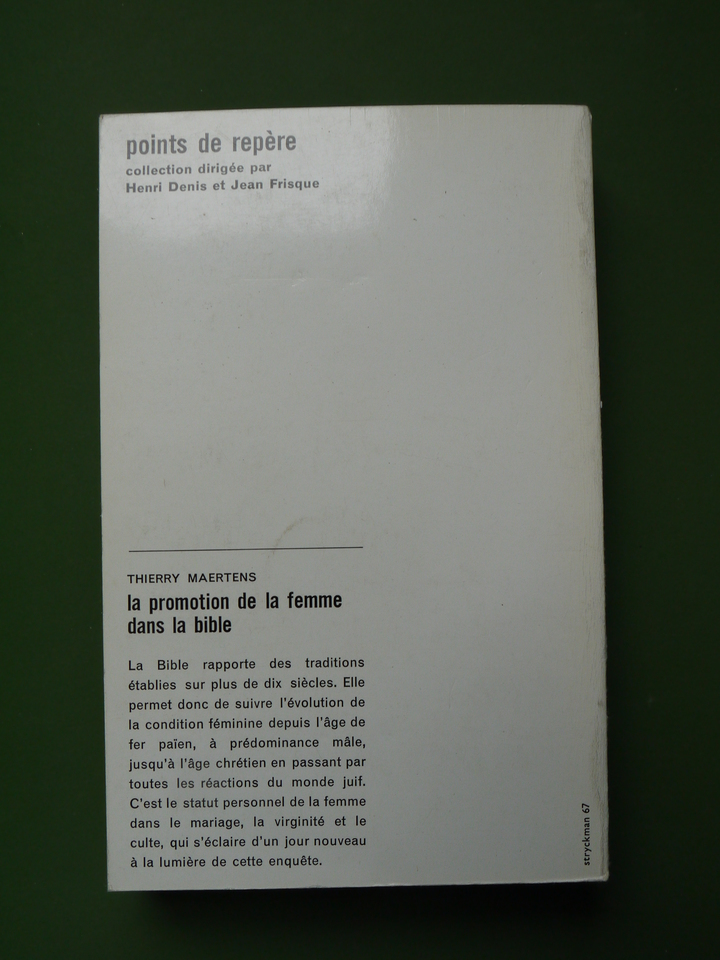 points de repère
collection dirigée par
Henri Denis et Jean Frisque
THIERRY MAERTENS
la promotion de la femme
dans la bible
La Bible rapporte des traditions
établies sur plus de dix siècles. Elle
permet donc de suivre l'évolution de
la condition féminine depuis l'âge de
fer païen, à prédominance mâle,
jusqu'à l'âge chrétien en passant par
toutes les réactions du monde juif.
C'est le statut personnel de la femme
dans le mariage, la virginité et le
culte, qui s'éclaire d'un jour nouveau
à la lumière de cette enquête.
stryckman 67